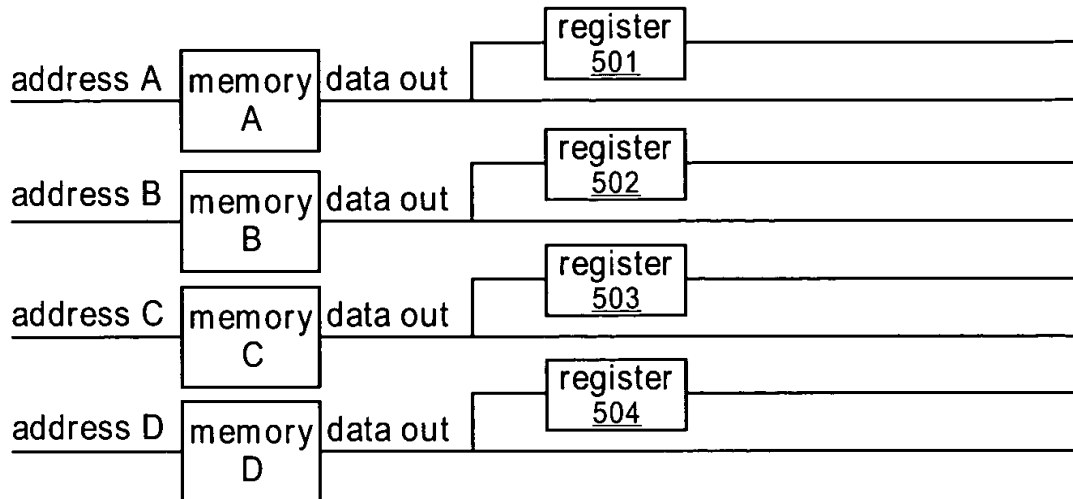 register
501
address A
memory
A
data out
register
502
address B
memory
B
data out
register
503
address C
memory
C
data out
register
504
address D
memory
D
data out